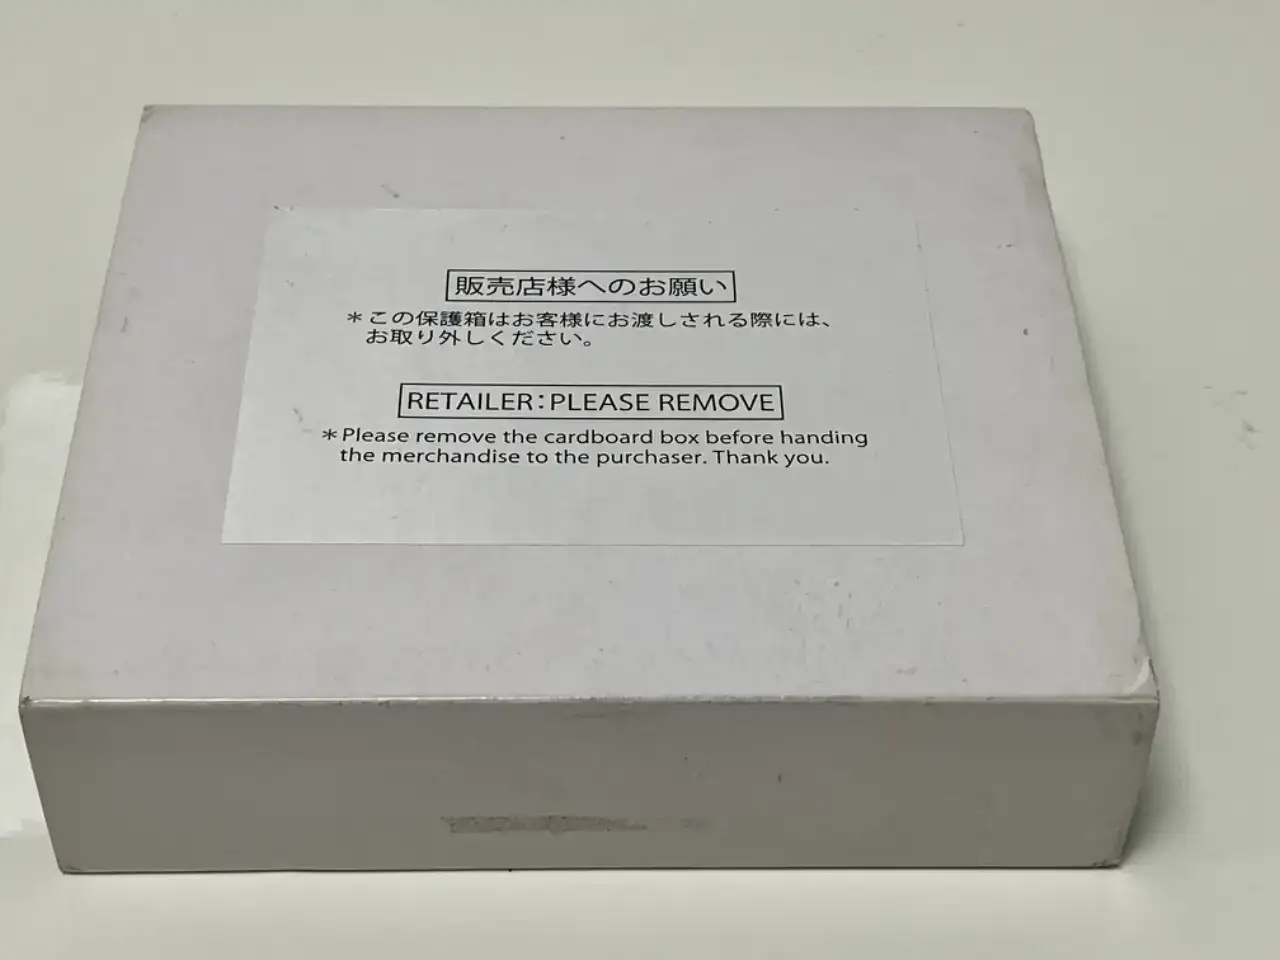 販売店様へのお願い
＊この保護箱はお客様にお渡しされる際には、
お取り外しください。
RETAILER:PLEASE REMOVE
＊Please remove the cardboard box before handing
the merchandise to the purchaser. Thank you.